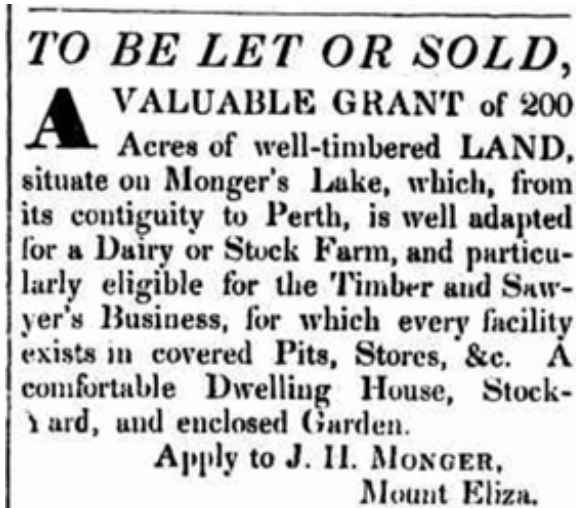 TO BE LET OR SOLD,
A VALUABLE GRANT of 200
Acres of well-timbered LAND,
situate on Monger's Lake, which, from
its contiguity to Perth, is well adapted
for a Dairy or Stock Farm, and particu-
larly eligible for the Timber and Saw-
yer's Business, for which every facility
exists in covered Pits, Stores, &c. A
comfortable Dwelling House, Stock-
Yard, and enclosed Garden.
Apply to J. H. MONGER,
Mount Eliza.